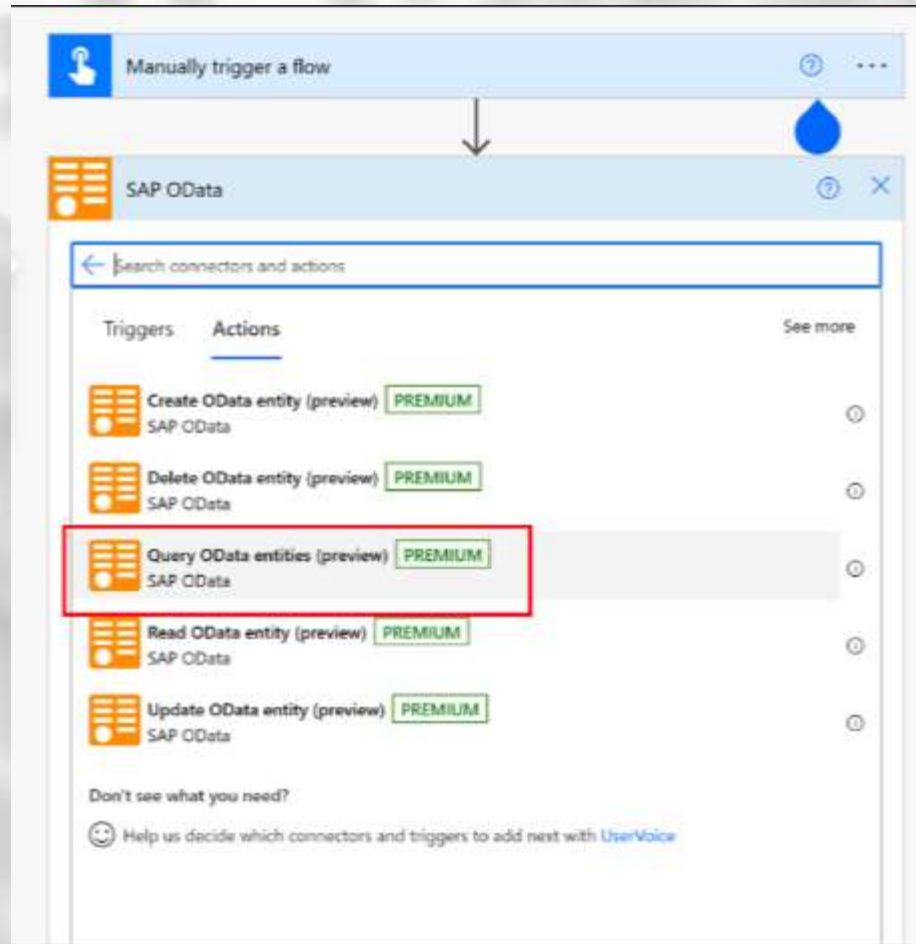 Manually trigger a flow
SAP OData
Search connectors and actions
Triggers Actions See more
Create OData entity (preview) PREMIUM
SAP OData
Delete OData entity (preview) PREMIUM
SAP OData
Query OData entities (preview) PREMIUM
SAP OData
Read OData entity (preview) PREMIUM
SAP OData
Update OData entity (preview) PREMIUM
SAP OData
Don't see what you need?
Help us decide which connectors and triggers to add next with UserVoice